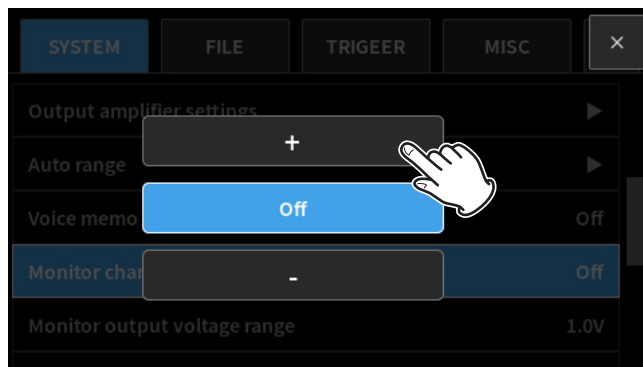 SYSTEM FILE TRIGEER MISC ×
Output amplifier settings ▶
+
Auto range ▶
Voice memo Off Off
Monitor char Off
-
Monitor output voltage range 1.0V